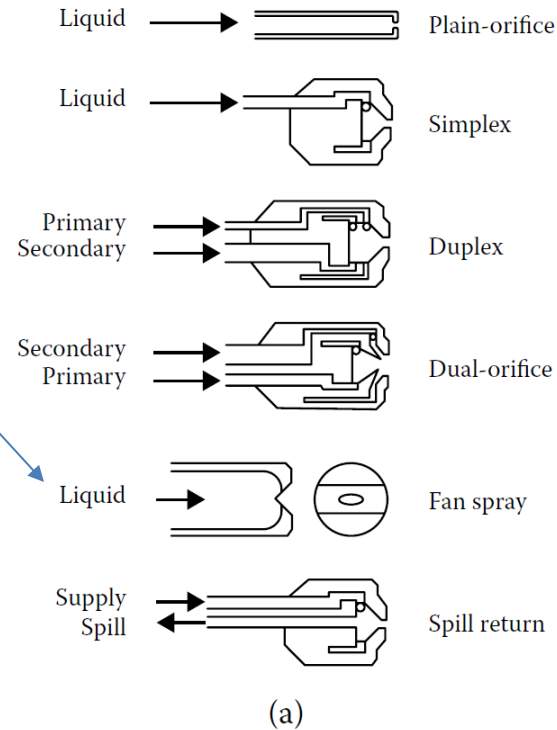 Liquid Plain-orifice
Liquid Simplex
Primary
Secondary
Duplex
Secondary
Primary
Dual-orifice
Liquid Fan spray
Supply
Spill
Spill return
(a)